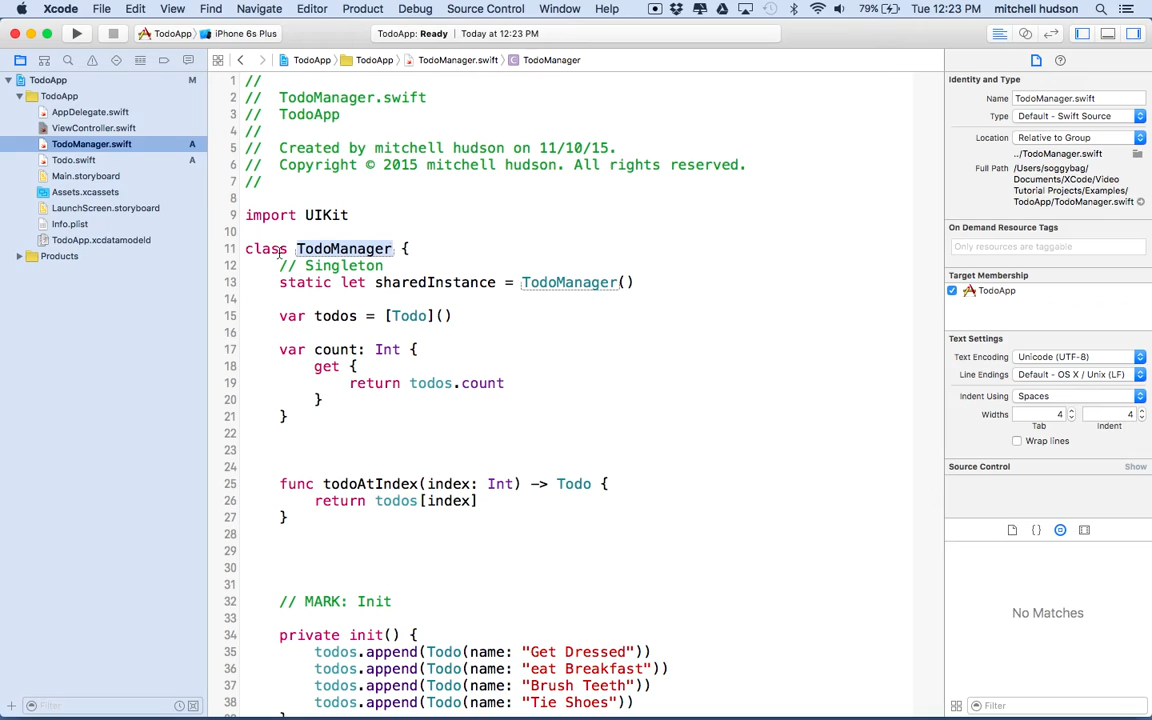 Xcode File Edit View Find Navigate Editor Product Debug Source Control Window Help 79% Tue 12:23 PM mitchell hudson
TodoApp iPhone 6s Plus TodoApp: Ready Today at 12:23 PM
TodoApp TodoApp TodoManager.swift TodoManager
TodoApp M
TodoApp
AppDelegate.swift
ViewController.swift
TodoManager.swift A
Todo.swift A
Main.storyboard
Assets.xcassets
LaunchScreen.storyboard
Info.plist
TodoApp.xcdatamodeld
Products
Filter
1 //
2 // TodoManager.swift
3 // TodoApp
4 //
5 // Created by mitchell hudson on 11/10/15.
6 // Copyright © 2015 mitchell hudson. All rights reserved.
7 //
8
9 import UIKit
10
11 class TodoManager {
12 // Singleton
13 static let sharedInstance = TodoManager()
14
15 var todos = [Todo]()
16
17 var count: Int {
18 get {
19 return todos.count
20 }
21 }
22
23
24
25 func todoAtIndex(index: Int) -> Todo {
26 return todos[index]
27 }
28
29
30
31
32 // MARK: Init
33
34 private init() {
35 todos.append(Todo(name: "Get Dressed"))
36 todos.append(Todo(name: "eat Breakfast"))
37 todos.append(Todo(name: "Brush Teeth"))
38 todos.append(Todo(name: "Tie Shoes"))
Identity and Type
Name TodoManager.swift
Type Default - Swift Source
Location Relative to Group
../TodoManager.swift
Full Path /Users/soggybag/
Documents/XCode/Video
Tutorial Projects/Examples/
TodoApp/TodoManager.swift
On Demand Resource Tags
Only resources are taggable
Target Membership
TodoApp
Text Settings
Text Encoding Unicode (UTF-8)
Line Endings Default - OS X / Unix (LF)
Indent Using Spaces
Widths 4 4
Tab Indent
Wrap lines
Source Control Show
No Matches
Filter